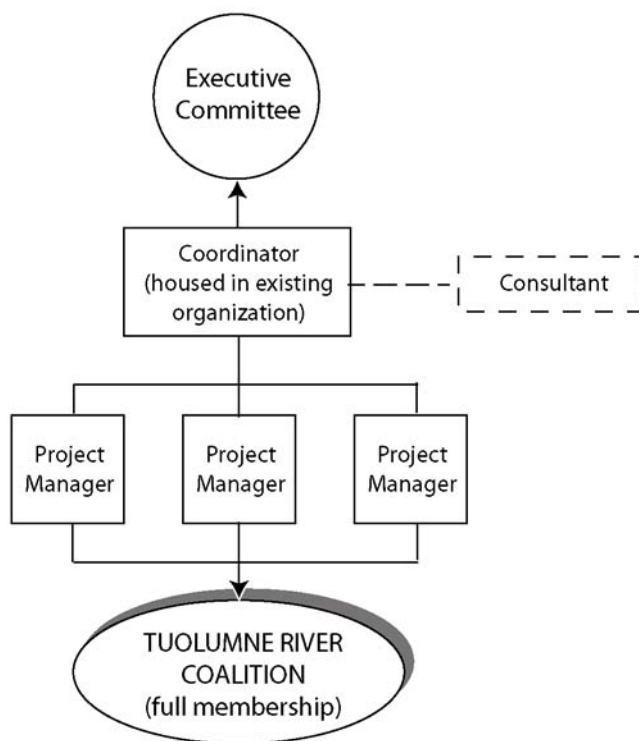 Executive
Committee
Coordinator
(housed in existing
organization)
Consultant
Project
Manager
Project
Manager
Project
Manager
TUOLUMNE RIVER
COALITION
(full membership)